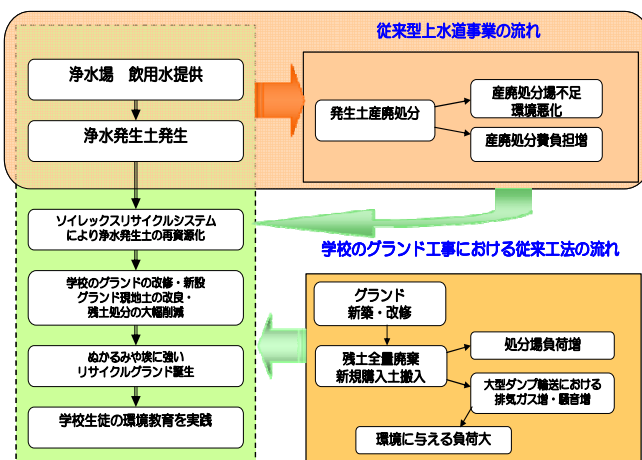 従来型上水道事業の流れ
浄水場　飲用水提供
浄水発生土発生
発生土産廃処分
産廃処分場不足
環境悪化
産廃処分費負担増
ソイレックスリサイクルシステム
により浄水発生土の再資源化
学校のグランドの改修・新設
グランド現地土の改良・
残土処分の大幅削減
ぬかるみや埃に強い
リサイクルグランド誕生
学校生徒の環境教育を実践
学校のグランド工事における従来工法の流れ
グランド
新築・改修
残土全量廃棄
新規購入土搬入
処分場負荷増
大型ダンプ輸送における
排気ガス増・騒音増
環境に与える負荷大